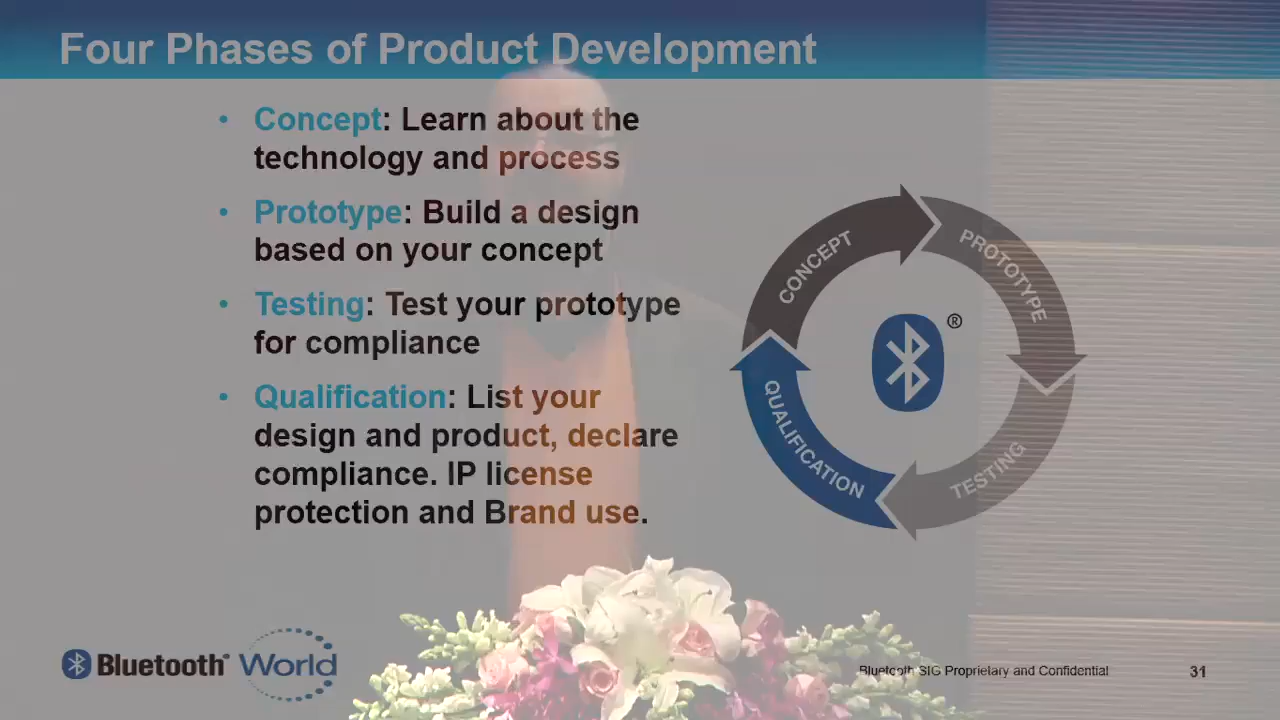 Four Phases of Product Development
• Concept: Learn about the
technology and process
• Prototype: Build a design
based on your concept
• Testing: Test your prototype
for compliance
• Qualification: List your
design and product, declare
compliance. IP license
protection and Brand use.
CONCEPT
PROTOTYPE
®
QUALIFICATION
TESTING
Bluetooth® World
Bluetooth SIG Proprietary and Confidential
31